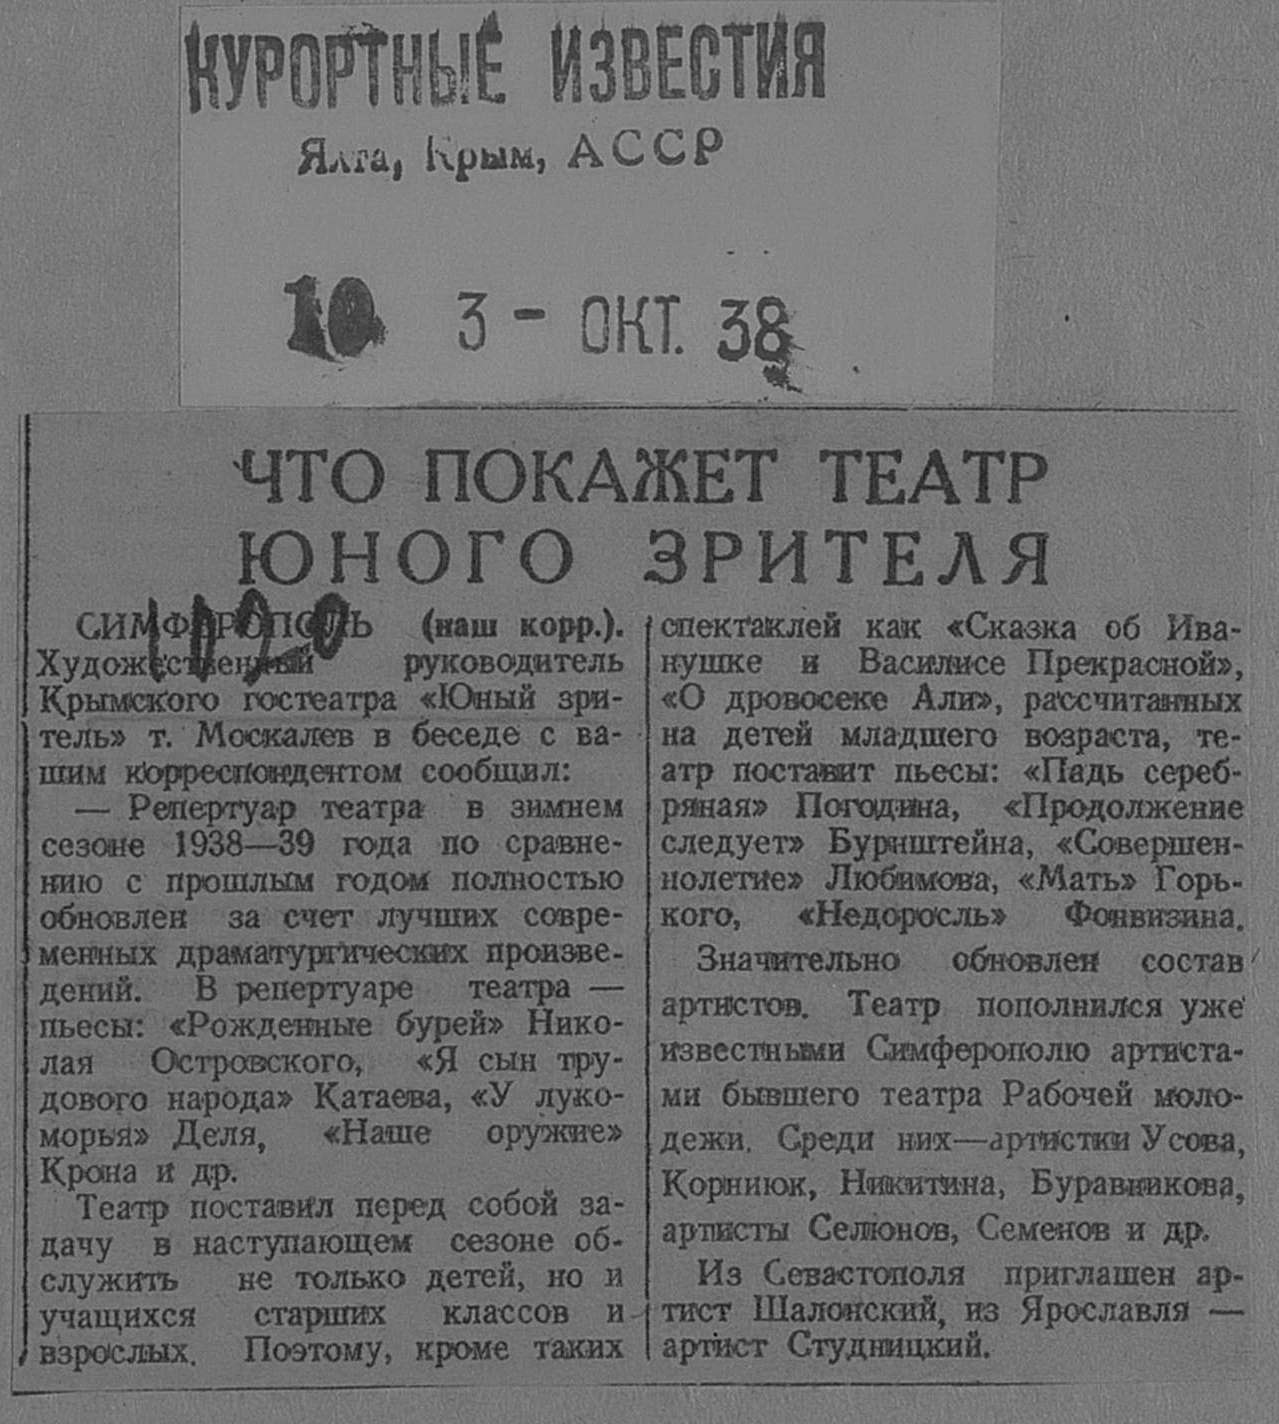 КУРОРТНЫЕ ИЗВЕСТИЯ
Ялта, Крым, АССР
10 3 - ОКТ. 38
ЧТО ПОКАЖЕТ ТЕАТР
ЮНОГО ЗРИТЕЛЯ
1020
СИМФЕРОПОЛЬ (наш корр.).
Художественный руководитель
Крымского гостеатра «Юный зри-
тель» т. Москалев в беседе с ва-
шим корреспондентом сообщил:
— Репертуар театра в зимнем
сезоне 1938—39 года по сравне-
нию с прошлым годом полностью
обновлен за счет лучших совре-
менных драматургических произве-
дений. В репертуаре театра —
пьесы: «Рожденные бурей» Нико-
лая Островского, «Я сын тру-
дового народа» Катаева, «У луко-
морья» Деля, «Наше оружие»
Крона и др.
Театр поставил перед собой за-
дачу в наступающем сезоне об-
служить не только детей, но и
учащихся старших классов и
взрослых. Поэтому, кроме таких
спектаклей как «Сказка об Ива-
нушке и Василисе Прекрасной»,
«О дровосеке Али», рассчитанных
на детей младшего возраста, те-
атр поставит пьесы: «Падь сереб-
ряная» Погодина, «Продолжение
следует» Бурнштейна, «Совершен-
нолетие» Любимова, «Мать» Горь-
кого, «Недоросль» Фонвизина.
Значительно обновлен состав
артистов. Театр пополнился уже
известными Симферополю артиста-
ми бывшего театра Рабочей моло-
дежи. Среди них—артистки Усова,
Корниюк, Никитина, Буравникова,
артисты Селюнов, Семенов и др.
Из Севастополя приглашен ар-
тист Шалонский, из Ярославля —
артист Студницкий.